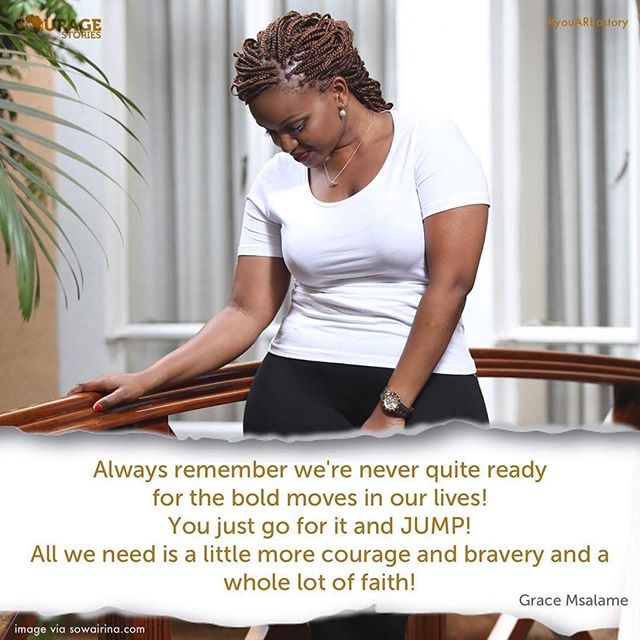 COURAGE
STORIES
#youAREastory
Always remember we're never quite ready
for the bold moves in our lives!
You just go for it and JUMP!
All we need is a little more courage and bravery and a
whole lot of faith!
Grace Msalame
image via sowairina.com